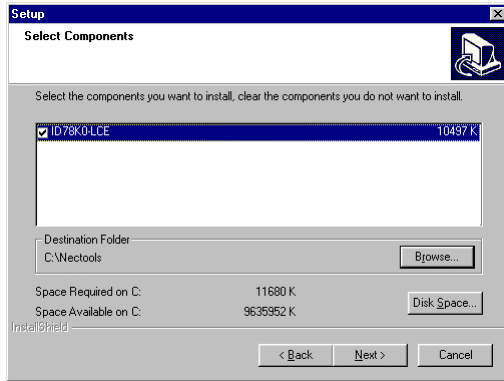 Setup
Select Components
Select the components you want to install, clear the components you do not want to install.
ID78K0-LCE 10497 K
Destination Folder
C:\Nectools
Browse...
Space Required on C: 11680 K
Space Available on C: 9635952 K
Disk Space...
InstallShield
< Back Next > Cancel